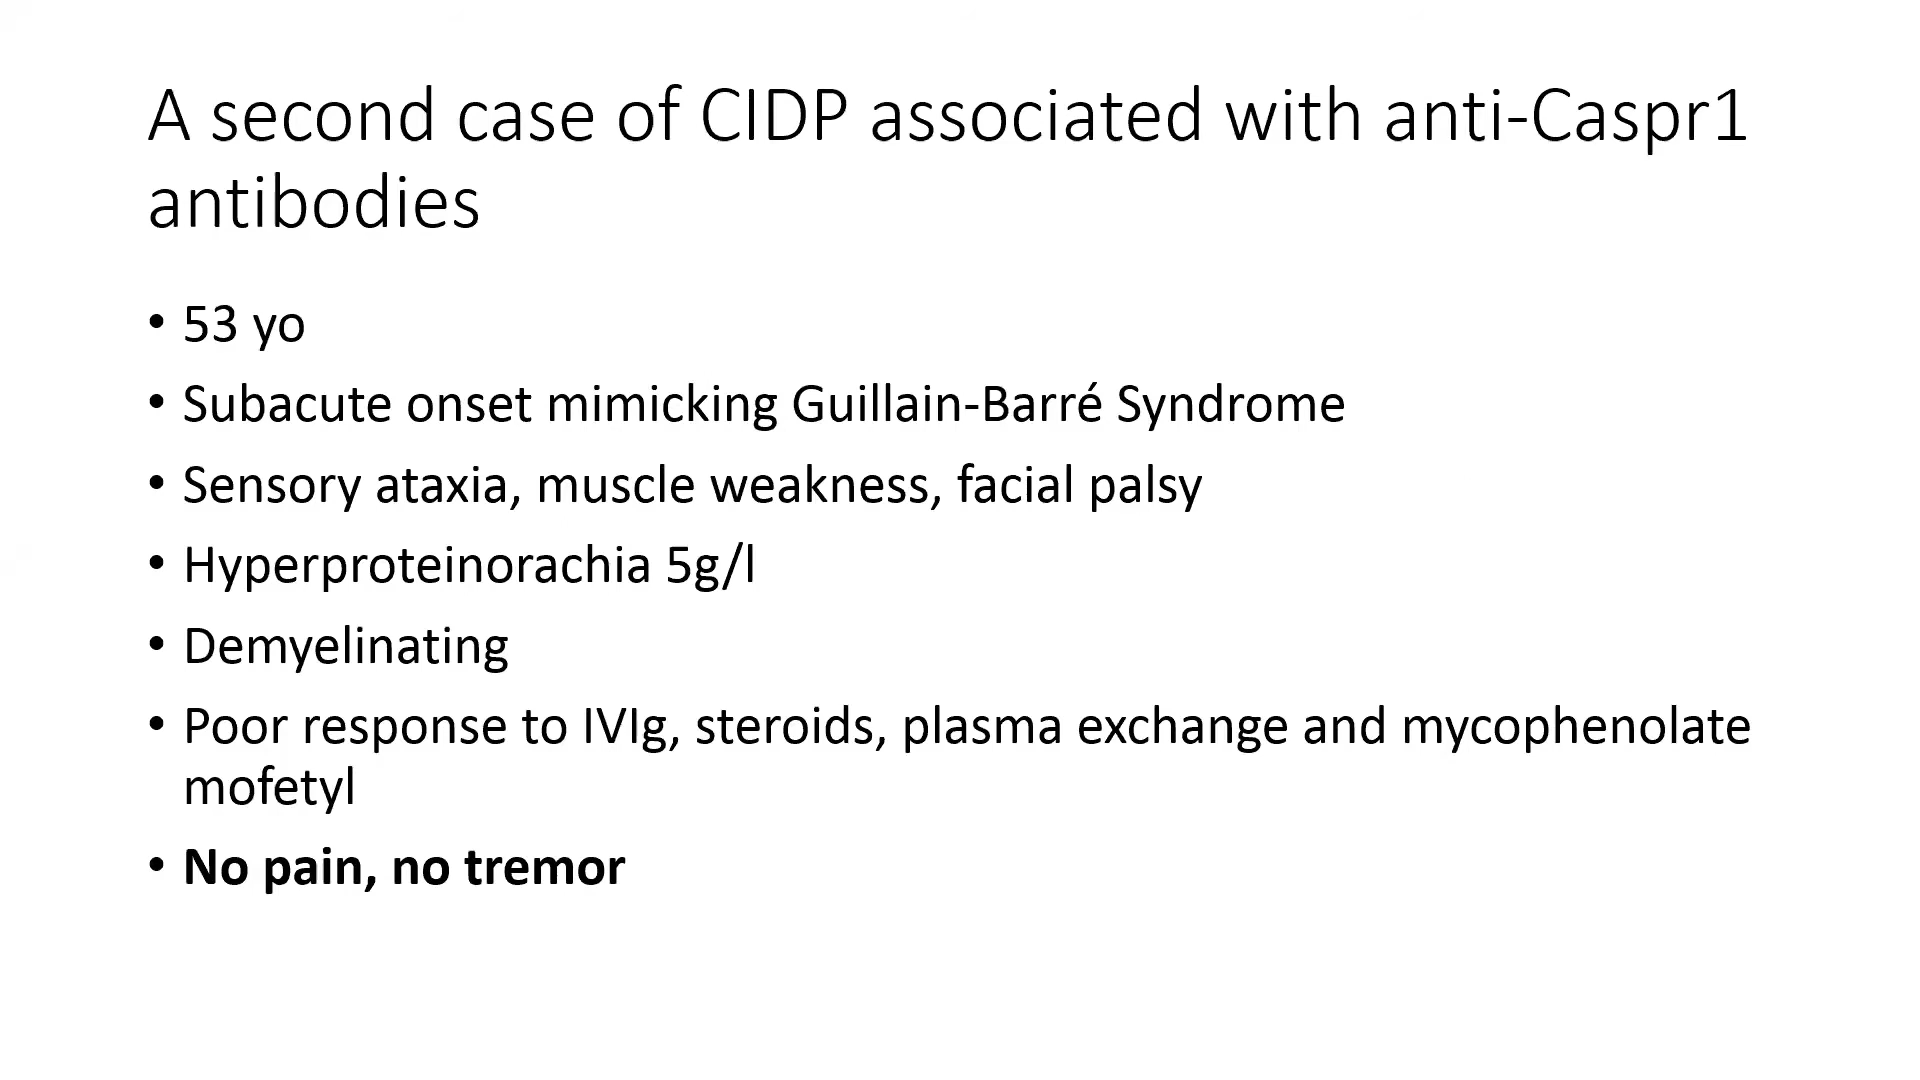 A second case of CIDP associated with anti-Caspr1
antibodies
• 53 yo
• Subacute onset mimicking Guillain-Barré Syndrome
• Sensory ataxia, muscle weakness, facial palsy
• Hyperproteinorachia 5g/l
• Demyelinating
• Poor response to IVIg, steroids, plasma exchange and mycophenolate
mofetyl
• No pain, no tremor